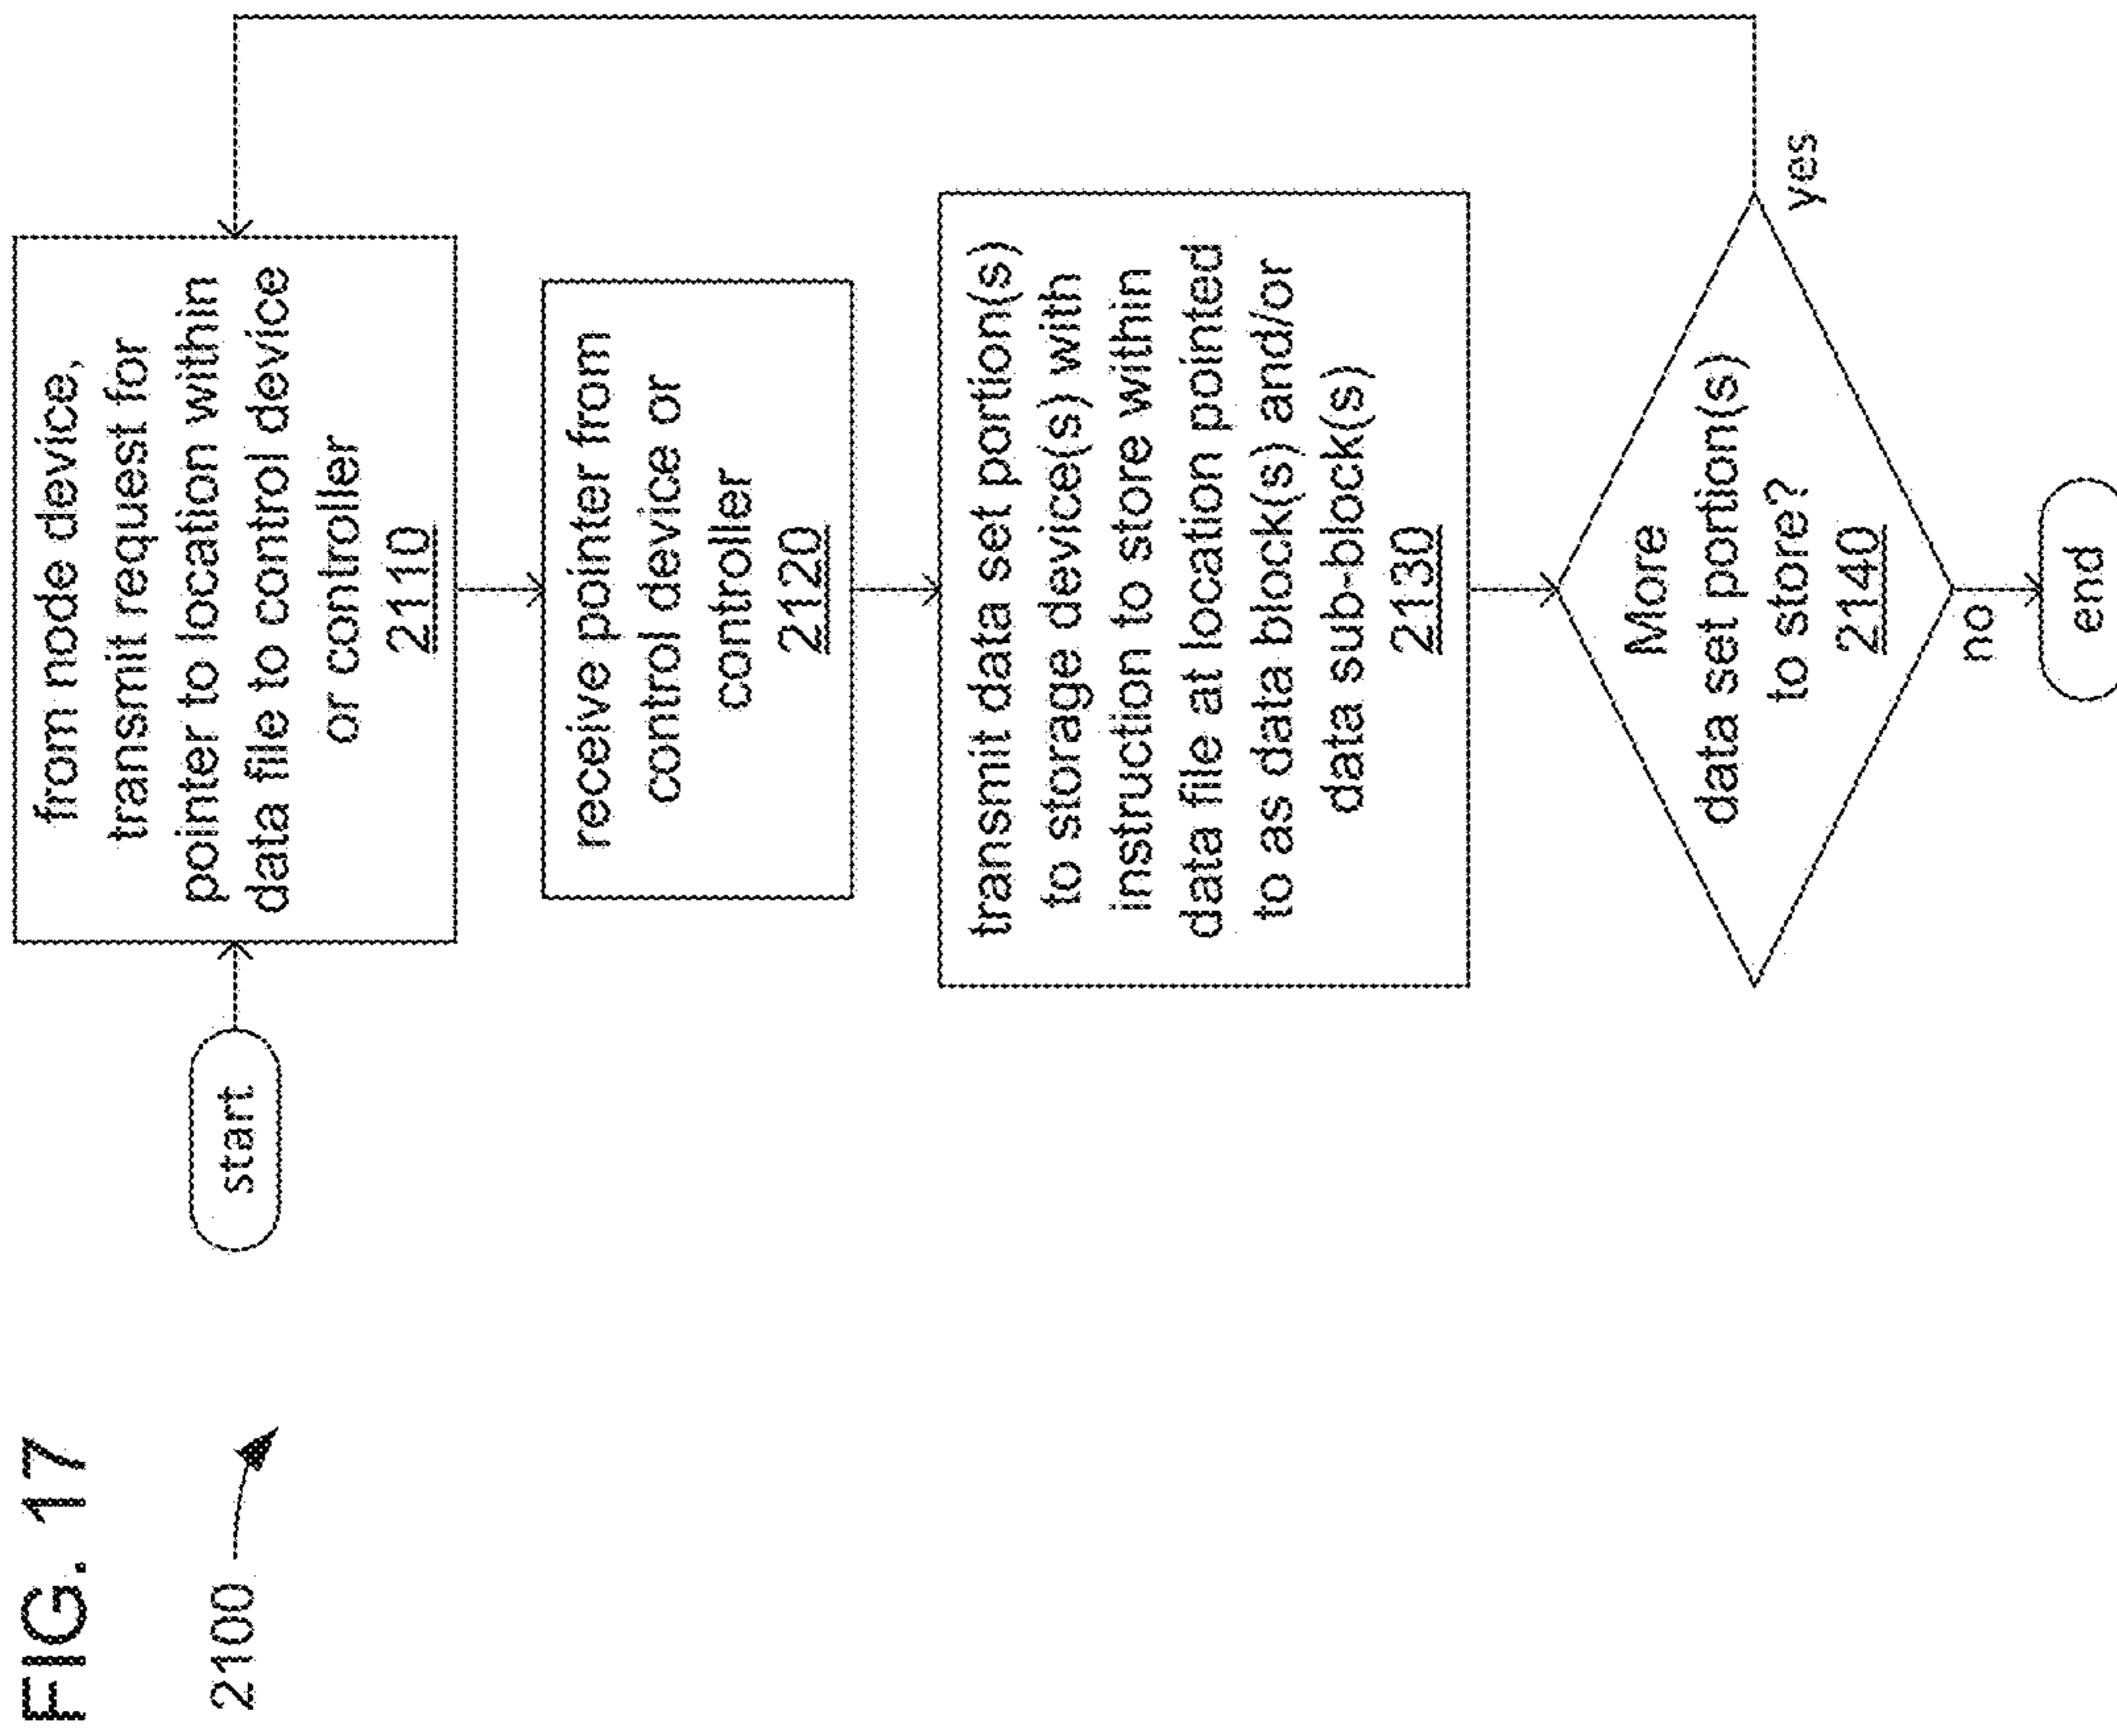 FIG. 17
2100
start
from node device,
transmit request for
pointer to location within
data file to control device
or controller
2110
receive pointer from
control device or
controller
2120
transmit data set portion(s)
to storage device(s) with
instruction to store within
data file at location pointed
to as data block(s) and/or
data sub-block(s)
2130
More
data set portion(s)
to store?
2140
yes
no
end